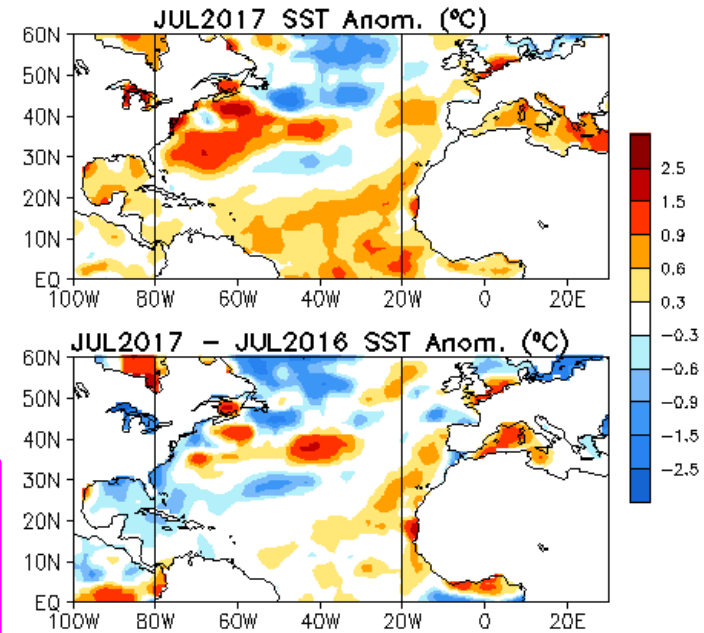 JUL2017 SST Anom. (ºC)
60N
50N
40N
30N
20N
10N
EQ
100W 80W 60W 40W 20W 0 20E
JUL2017 - JUL2016 SST Anom. (ºC)
60N
50N
40N
30N
20N
10N
EQ
100W 80W 60W 40W 20W 0 20E
2.5
1.5
0.9
0.6
0.3
-0.3
-0.6
-0.9
-1.5
-2.5